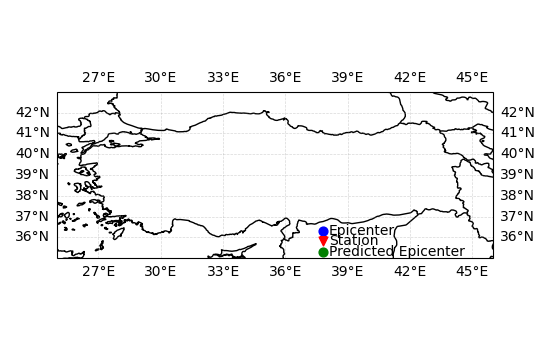 27°E 30°E 33°E 36°E 39°E 42°E 45°E
42°N 42°N
41°N 41°N
40°N 40°N
39°N 39°N
38°N 38°N
37°N 37°N
36°N 36°N
Epicenter
Station
Predicted Epicenter
27°E 30°E 33°E 36°E 39°E 42°E 45°E